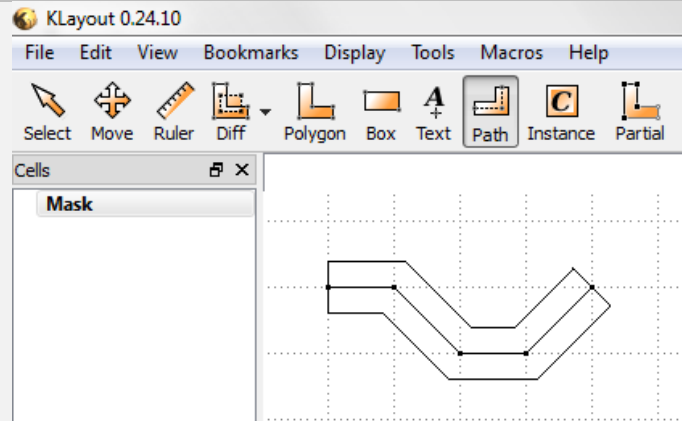 KLayout 0.24.10
File Edit View Bookmarks Display Tools Macros Help
Select Move Ruler Diff Polygon Box Text Path Instance Partial
Cells
Mask